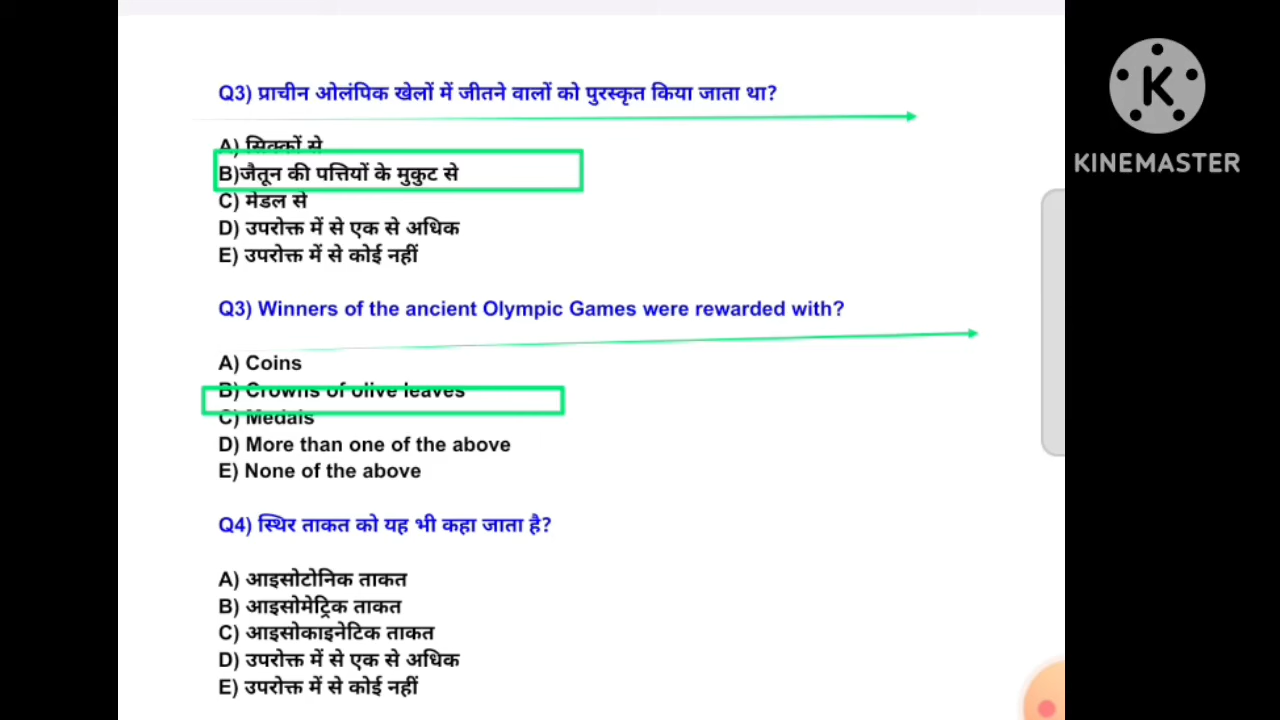 Q3) प्राचीन ओलंपिक खेलों में जीतने वालों को पुरस्कृत किया जाता था?
A) सिक्कों से
B)जैतून की पत्तियों के मुकुट से
C) मेडल से
D) उपरोक्त में से एक से अधिक
E) उपरोक्त में से कोई नहीं
Q3) Winners of the ancient Olympic Games were rewarded with?
A) Coins
B) Crowns of olive leaves
C) Medals
D) More than one of the above
E) None of the above
Q4) स्थिर ताकत को यह भी कहा जाता है?
A) आइसोटोनिक ताकत
B) आइसोमेट्रिक ताकत
C) आइसोकाइनेटिक ताकत
D) उपरोक्त में से एक से अधिक
E) उपरोक्त में से कोई नहीं
K
KINEMASTER